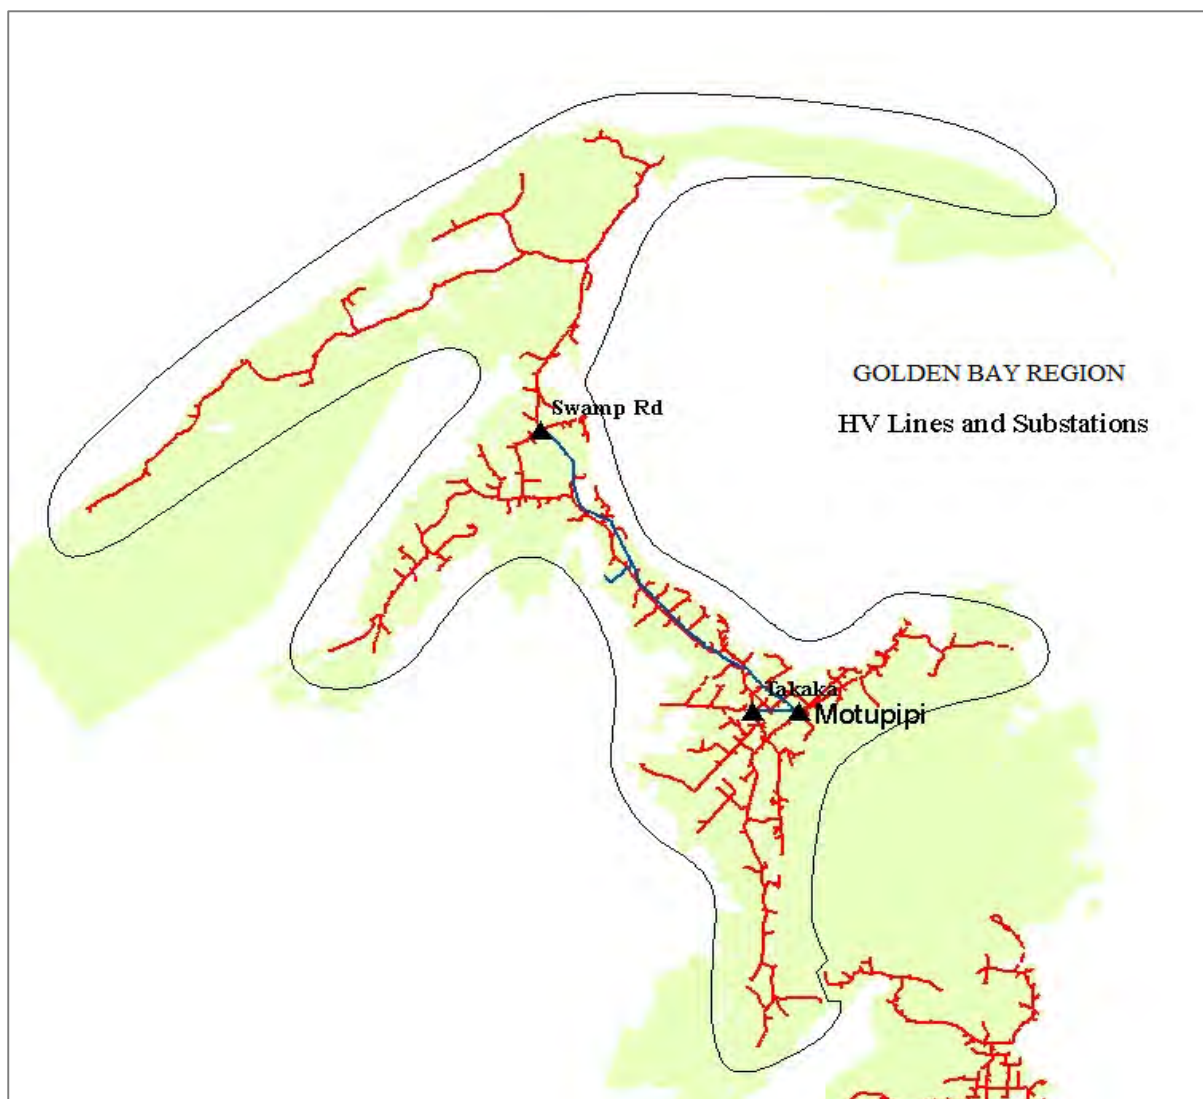 GOLDEN BAY REGION
Swamp Rd
HV Lines and Substations
Takaka
Motupipi